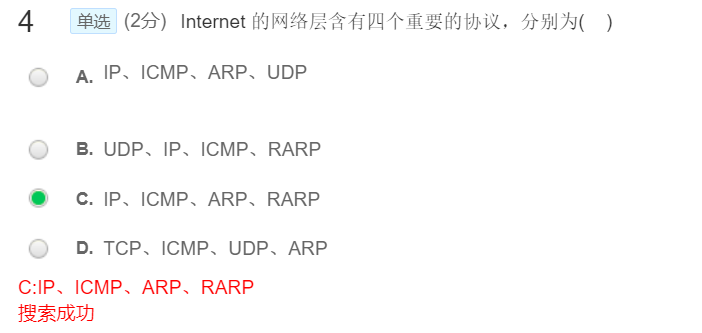 4 单选 (2分) Internet 的网络层含有四个重要的协议，分别为( )
A. IP、ICMP、ARP、UDP
B. UDP、IP、ICMP、RARP
C. IP、ICMP、ARP、RARP
D. TCP、ICMP、UDP、ARP
C:IP、ICMP、ARP、RARP
搜索成功